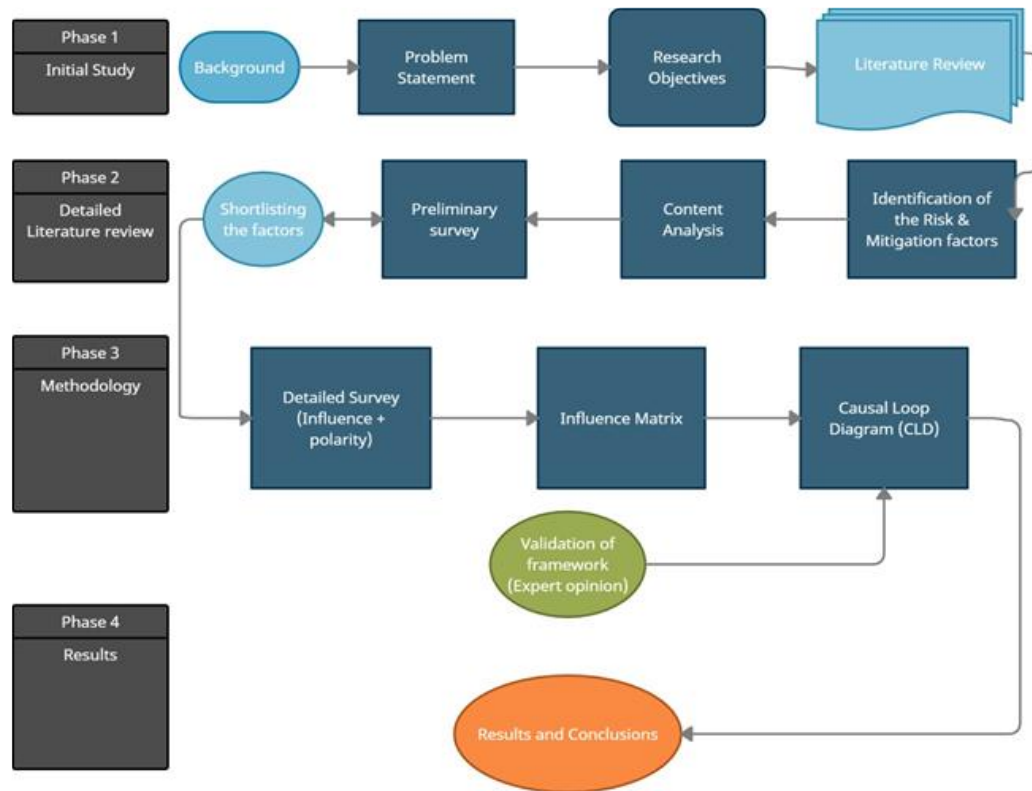 Phase 1
Initial Study
Background
Problem
Statement
Research
Objectives
Literature Review
Phase 2
Detailed
Literature review
Shortlisting
the factors
Preliminary
survey
Content
Analysis
Identification of
the Risk &
Mitigation factors
Phase 3
Methodology
Detailed Survey
(Influence +
polarity)
Influence Matrix
Causal Loop
Diagram (CLD)
Validation of
framework
(Expert opinion)
Phase 4
Results
Results and Conclusions